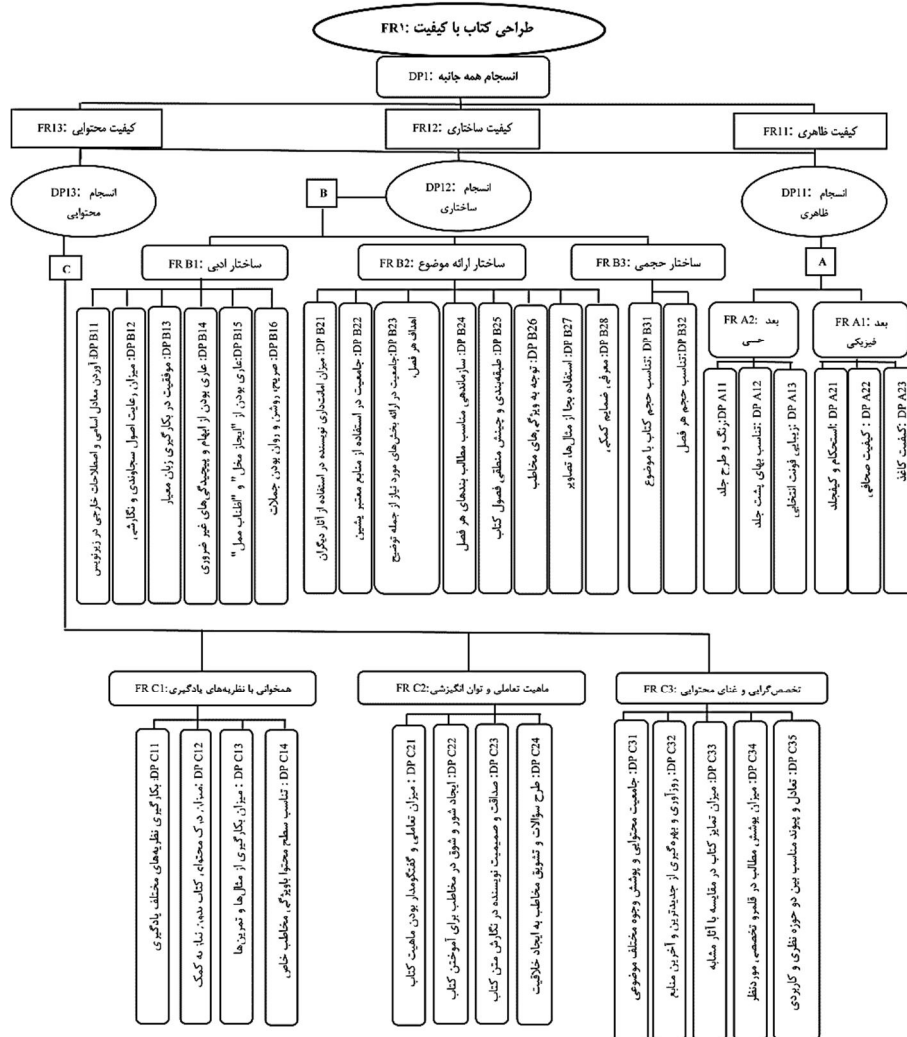 FR۱: طراحی کتاب با کیفیت
DP1: انسجام همه جانبه
FR11: کیفیت ظاهری
FR12: کیفیت ساختاری
FR13: کیفیت محتوایی
DP11: انسجام
ظاهری
DP12: انسجام
ساختاری
DP13: انسجام
محتوایی
A
B
C
FR A1: بعد
فیزیکی
FR A2: بعد
حسی
FR B3: ساختار حجمی
FR B2: ساختار ارائه موضوع
FR B1: ساختار ادبی
DP A23 :کیفیت کاغذ
DP A22 : کیفیت صحافی
DP A21 :استحکام و کیفجلد
DP A13 :زیبایی فونت انتخابی
DP A12 :تناسب بهای پشت جلد
DP A11:رنگ و طرح جلد
DP B32:تناسب حجم هر فصل
DP B31 :تناسب حجم کتاب با موضوع
DP B28: معرفی ضمایم کمکی
DP B27: استفاده بجا از مثال‌ها، تصاویر
DP B26: توجه به ویژگی‌های مخاطب
DP B25: طبقه‌بندی و چینش منطقی فصول کتاب
DP B24: سازماندهی مناسب مطالب بندهای هر فصل
DP B23:جامعیت در ارائه بخش‌های مورد نیاز از جمله توضیح
اهداف هر فصل.
DP B22: جامعیت در استفاده از منابع معتبر پیشین
DP B21: میزان امانت‌داری نویسنده در استفاده از آثار دیگران
DP B16: صریح، روشن و روان بودن جملات
DP B15:عاری بودن از "ایجاز مخل" و "اطناب ممل"
DP B14: عاری بودن از ابهام و پیچیدگی‌های غیر ضروری
DP B13: موفقیت در بکارگیری زبان معیار
DP B12: میزان رعایت اصول سجاوندی و نگارشی
DP B11: آوردن معادل اسامی و اصطلاحات خارجی در زیرنویس
FR C3: تخصص‌گرایی و غنای محتوایی
FR C2:ماهیت تعاملی و توان انگیزشی
FR C1:همخوانی با نظریه‌های یادگیری
DP C35: تعادل و پیوند مناسب بین دو حوزه نظری و کاربردی
DP C34: میزان پوشش مطالب در قلمرو تخصصی موردنظر
DP C33: میزان تمایز کتاب در مقایسه با آثار مشابه
DP C32: روزآوری و بهره‌گیری از جدیدترین و آخرین منابع
DP C31: جامعیت محتوایی و پوشش وجوه مختلف موضوعی
DP C24: طرح سؤالات و تشویق مخاطب به ایجاد خلاقیت
DP C23: صداقت و صمیمیت نویسنده در نگارش متن کتاب
DP C22: ایجاد شور و شوق در مخاطب برای آموختن کتاب
DP C21 : میزان تعاملی و گفتگومدار بودن ماهیت کتاب
DP C14 : تناسب سطح محتوا باویژگی مخاطب خاص
DP C13 : میزان بکارگیری از مثال‌ها و تمرین‌ها
DP C12 :میزان درک محتوای کتاب بدون نیاز به کمک
DP C11: بکارگیری نظریه‌های مختلف یادگیری